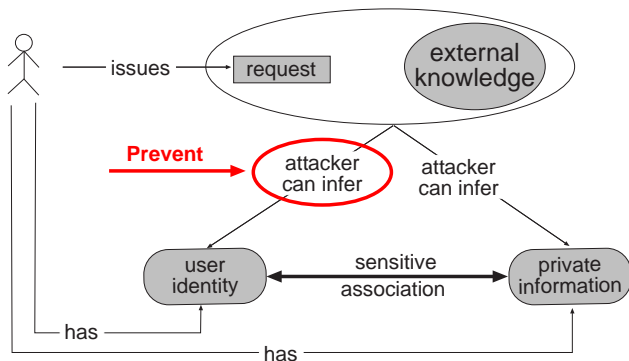 external
knowledge
issues
request
Prevent
attacker
can infer
attacker
can infer
user
identity
sensitive
association
private
information
has
has